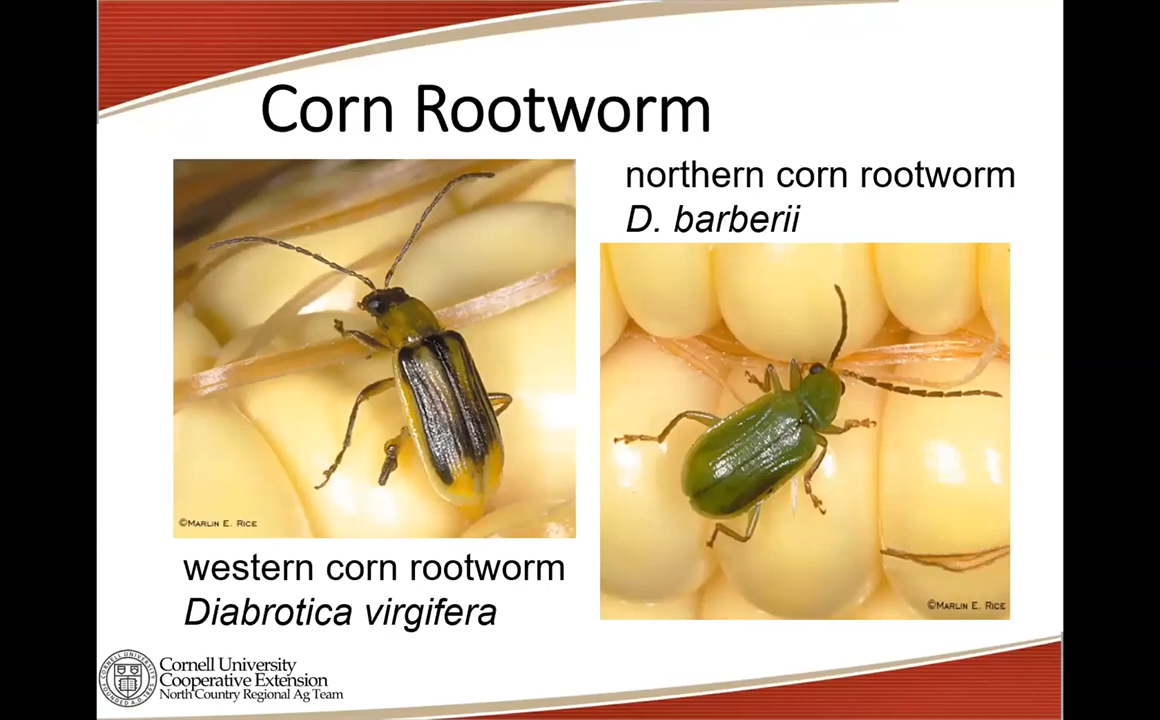 Corn Rootworm
northern corn rootworm
D. barberii
©Marlin E. Rice
western corn rootworm
Diabrotica virgifera
©Marlin E. Rice
Cornell University
Cooperative Extension
North Country Regional Ag Team